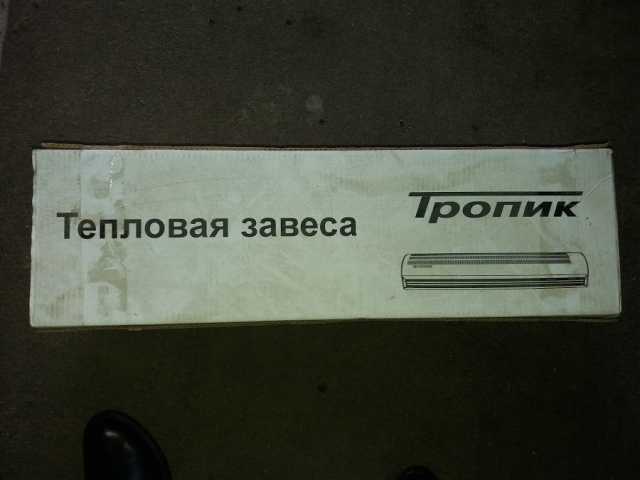 Тепловая завеса
Тропик